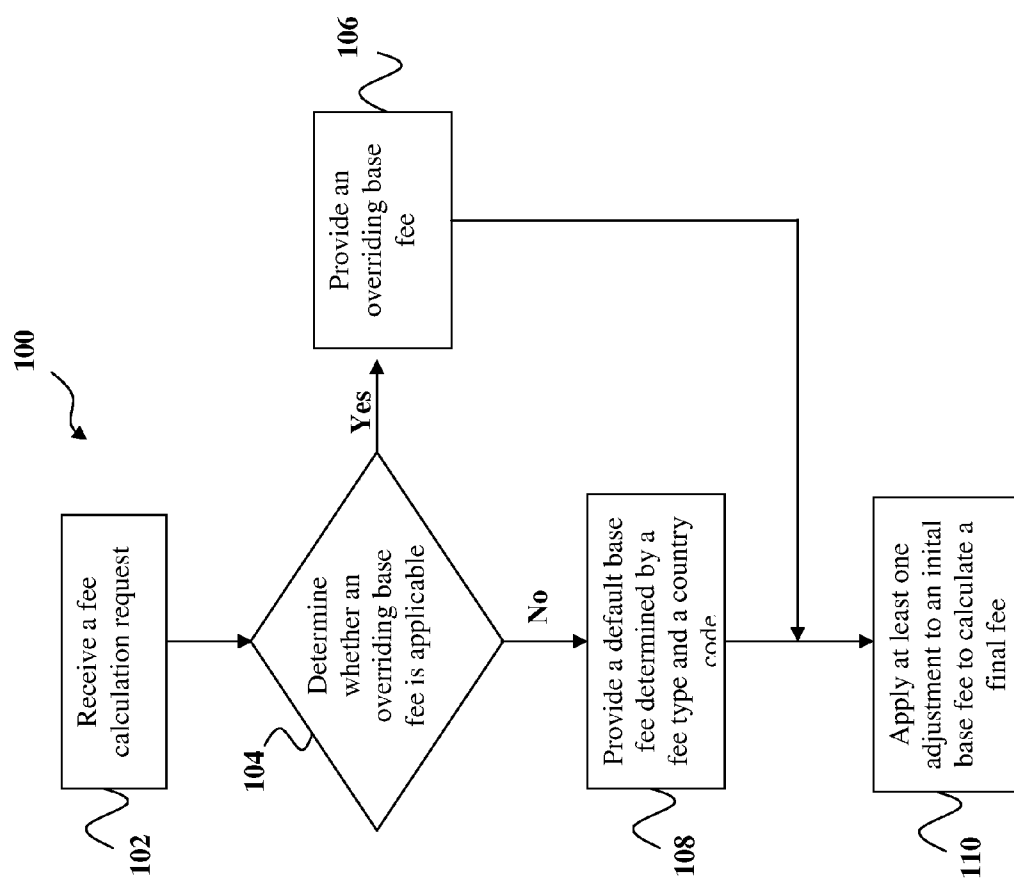 100
Receive a fee
calculation request
102
Determine
whether an
overriding base
fee is applicable
104
Yes
Provide an
overriding base
fee
106
No
Provide a default base
fee determined by a
fee type and a country
code
108
Apply at least one
adjustment to an inital
base fee to calculate a
final fee
110